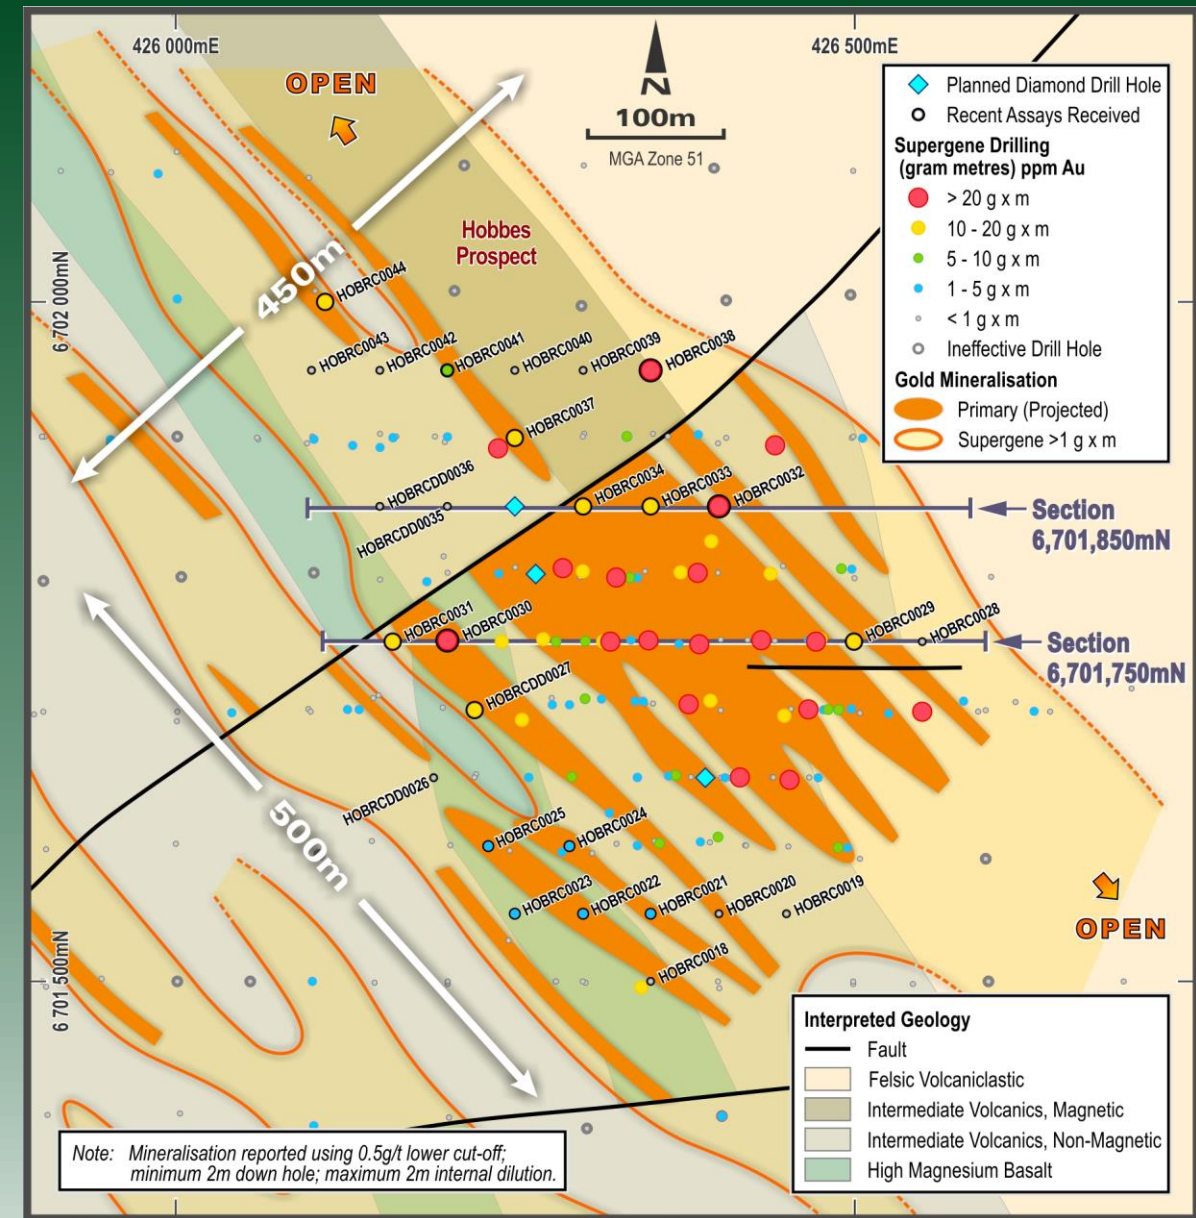 426 000mE
426 500mE
OPEN
N
100m
MGA Zone 51
Planned Diamond Drill Hole
Recent Assays Received
Supergene Drilling
(gram metres) ppm Au
> 20 g x m
10 - 20 g x m
5 - 10 g x m
1 - 5 g x m
< 1 g x m
Ineffective Drill Hole
Gold Mineralisation
Primary (Projected)
Supergene >1 g x m
Hobbes
Prospect
450m
6 702 000mN
HOBRC0044
HOBRC0043
HOBRC0042
HOBRC0041
HOBRC0040
HOBRC0039
HOBRC0038
HOBRC0037
HOBRCDD0036
HOBRCDD0035
HOBRC0034
HOBRC0033
HOBRC0032
Section
6,701,850mN
HOBRC0031
HOBRC0030
HOBRC0029
HOBRC0028
Section
6,701,750mN
HOBRCDD0027
HOBRCDD0026
500m
HOBRC0025
HOBRC0024
HOBRC0023
HOBRC0022
HOBRC0021
HOBRC0020
HOBRC0019
OPEN
HOBRC0018
6 701 500mN
Interpreted Geology
Fault
Felsic Volcaniclastic
Intermediate Volcanics, Magnetic
Intermediate Volcanics, Non-Magnetic
High Magnesium Basalt
Note: Mineralisation reported using 0.5g/t lower cut-off;
minimum 2m down hole; maximum 2m internal dilution.